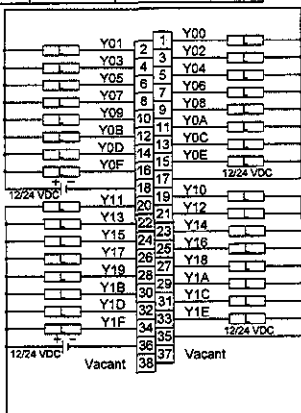 1 Y00 L
L Y01 2
3 Y02 L
L Y03 4
5 Y04 L
L Y05 6
7 Y06 L
L Y07 8
9 Y08 L
L Y09 10
11 Y0A L
L Y0B 12
13 Y0C L
L Y0D 14
15 Y0E L
L Y0F 16
17 12/24 VDC
+ -
12/24 VDC 18
19 Y10 L
L Y11 20
21 Y12 L
L Y13 22
23 Y14 L
L Y15 24
25 Y16 L
L Y17 26
27 Y18 L
L Y19 28
29 Y1A L
L Y1B 30
31 Y1C L
L Y1D 32
33 Y1E L
L Y1F 34
35 12/24 VDC
+ -
12/24 VDC 36
37 Vacant
Vacant 38